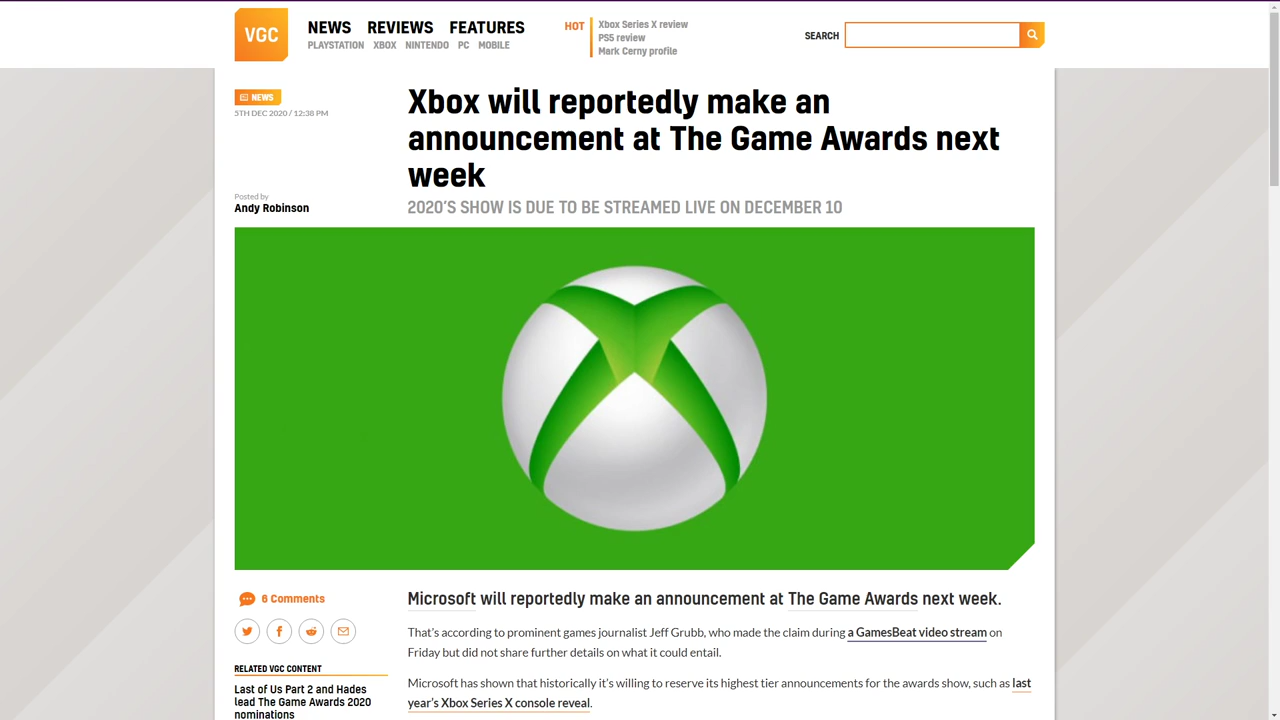 VGC
NEWS REVIEWS FEATURES
PLAYSTATION XBOX NINTENDO PC MOBILE
HOT
Xbox Series X review
PS5 review
Mark Cerny profile
SEARCH
NEWS
5TH DEC 2020 / 12:38 PM
Posted by
Andy Robinson
Xbox will reportedly make an
announcement at The Game Awards next
week
2020'S SHOW IS DUE TO BE STREAMED LIVE ON DECEMBER 10
6 Comments
RELATED VGC CONTENT
Last of Us Part 2 and Hades
lead The Game Awards 2020
nominations
Microsoft will reportedly make an announcement at The Game Awards next week.
That's according to prominent games journalist Jeff Grubb, who made the claim during a GamesBeat video stream on
Friday but did not share further details on what it could entail.
Microsoft has shown that historically it's willing to reserve its highest tier announcements for the awards show, such as last
year's Xbox Series X console reveal.